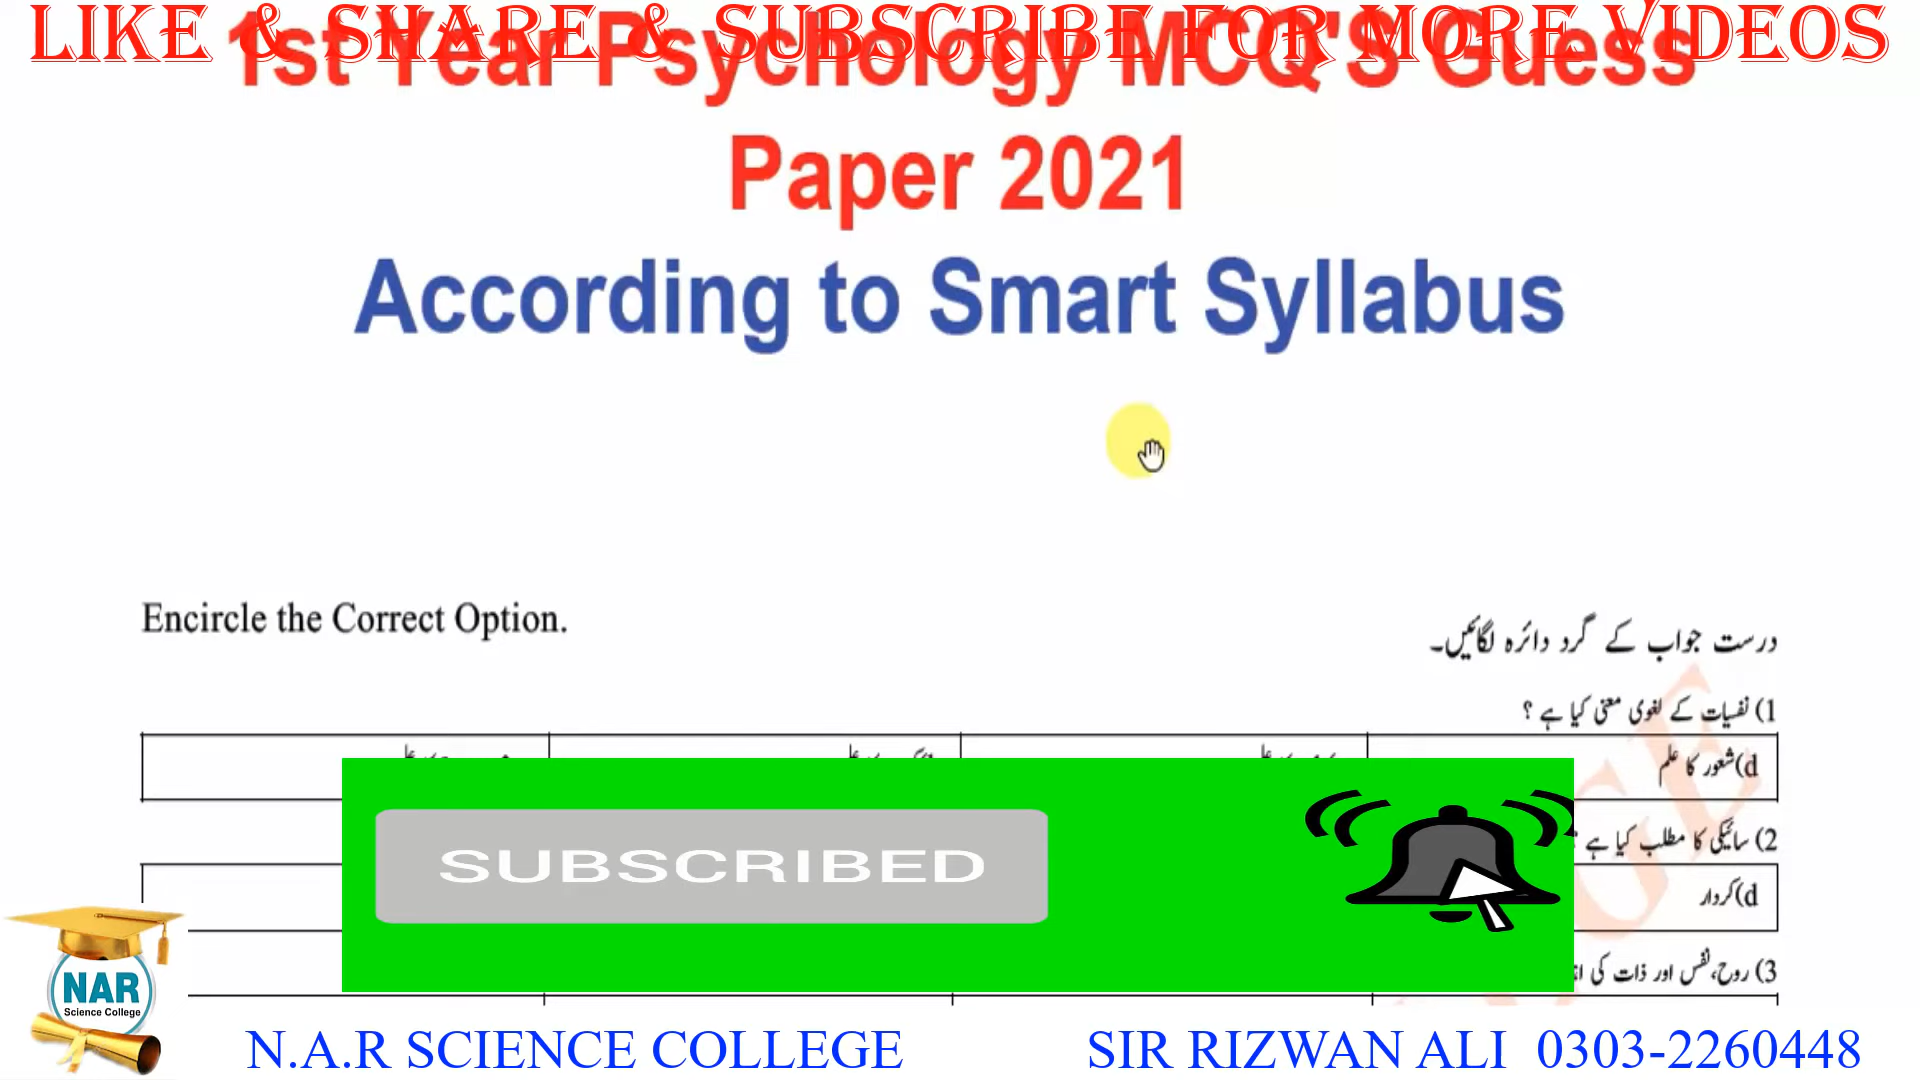 LIKE & SHARE & SUBSCRIBE FOR MORE VIDEOS
1st Year Psychology MCQ'S Guess
Paper 2021
According to Smart Syllabus
Encircle the Correct Option.
درست جواب کے گرد دائرہ لگائیں۔
1) نفسیات کے لغوی معنی کیا ہے ؟
d)شعور کا علم
2) سائیکی کا مطلب کیا ہے ؟
d)کردار
3) روح،نفس اور ذات کی
SUBSCRIBED
NAR
Science College
N.A.R SCIENCE COLLEGE
SIR RIZWAN ALI 0303-2260448